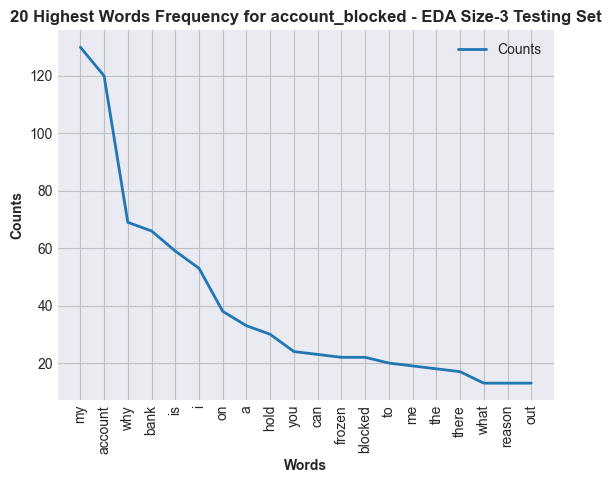 20 Highest Words Frequency for account_blocked - EDA Size-3 Testing Set
Counts
120
100
80
60
40
20
Counts
my
account
why
bank
is
i
on
a
hold
you
can
frozen
blocked
to
me
the
there
what
reason
out
Words